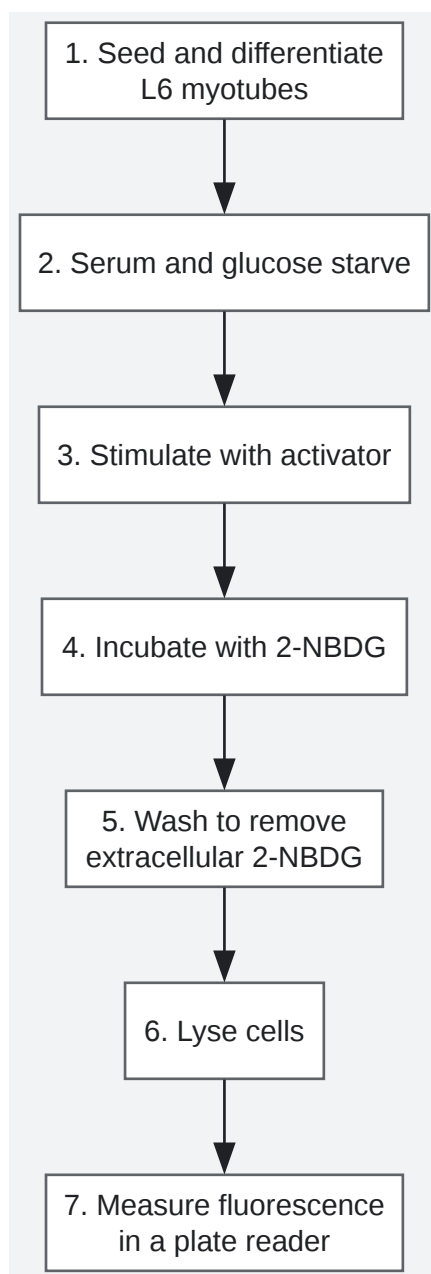 1. Seed and differentiate
L6 myotubes
2. Serum and glucose starve
3. Stimulate with activator
4. Incubate with 2-NBDG
5. Wash to remove
extracellular 2-NBDG
6. Lyse cells
7. Measure fluorescence
in a plate reader